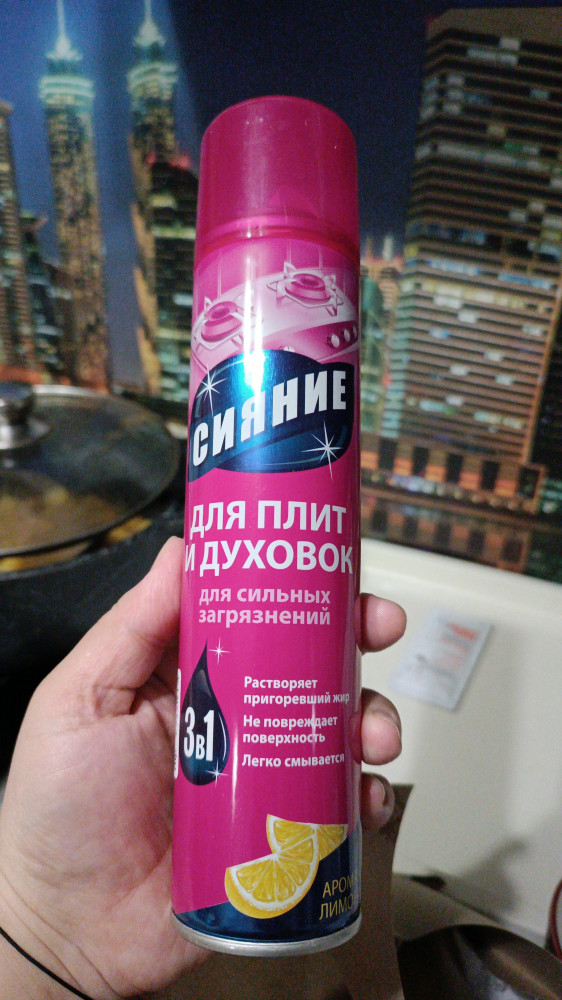 СИЯНИЕ
ДЛЯ ПЛИТ
И ДУХОВОК
для сильных
загрязнений
3в1
Растворяет
пригоревший жир
Не повреждает
поверхность
Легко смывается